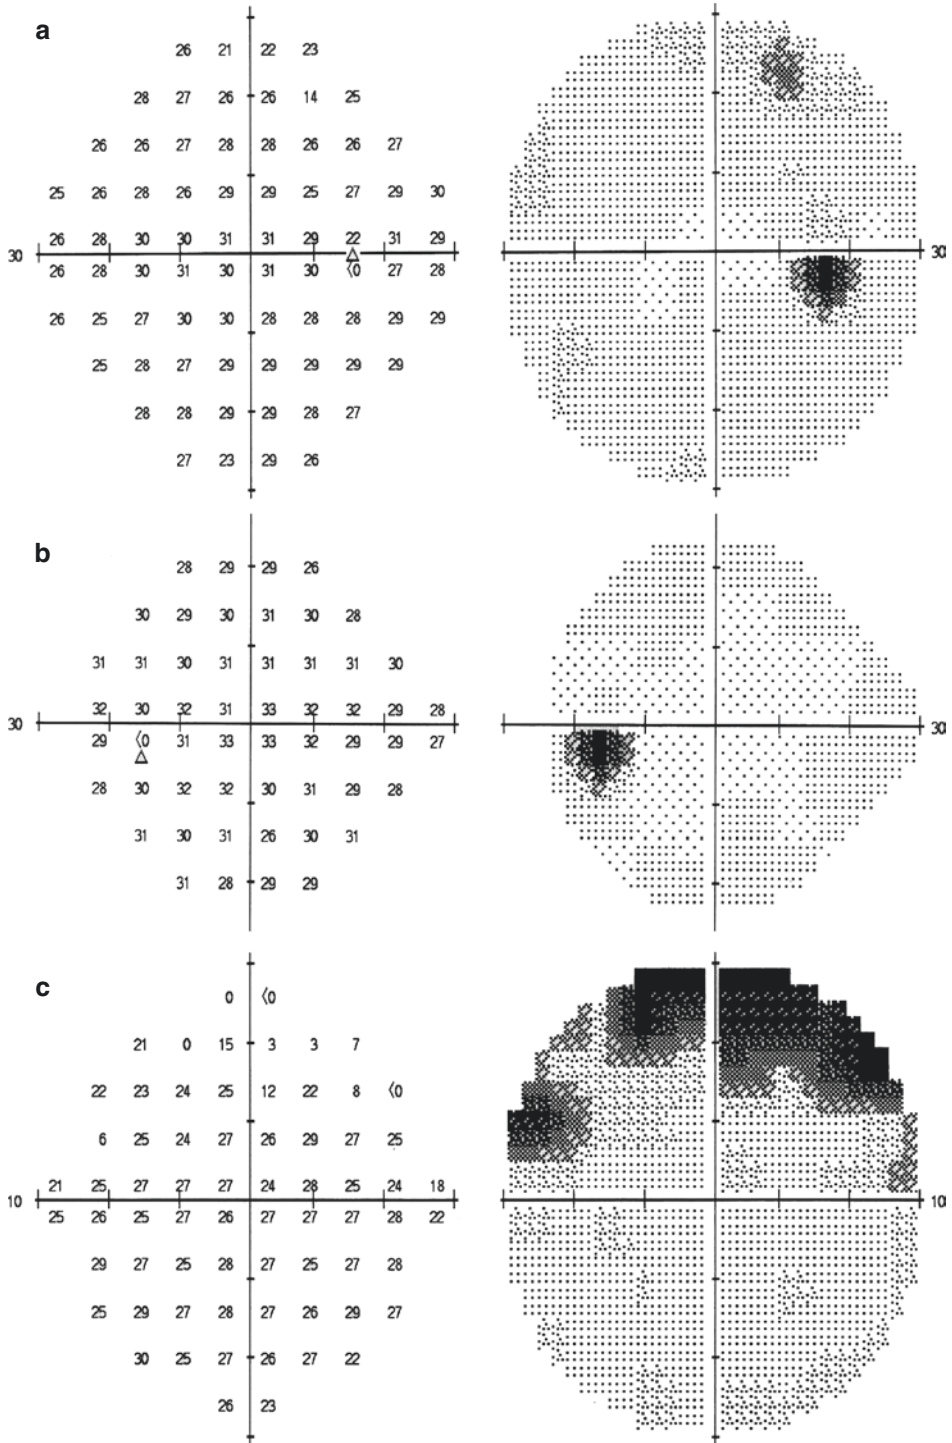 a
26 21 22 23
28 27 26 26 14 25
26 26 27 28 28 26 26 27
25 26 28 26 29 29 25 27 29 30
26 28 30 30 31 31 29 22 31 29
30 30
26 28 30 31 30 31 30 <0 27 28
26 25 27 30 30 28 28 28 29 29
25 28 27 29 29 29 29 29
28 28 29 29 28 27
27 23 29 26
b
28 29 29 26
30 29 30 31 30 28
31 31 30 31 31 31 31 30
32 30 32 31 33 32 32 29 28
30 30
29 <0 31 33 33 32 29 29 27
28 30 32 32 30 31 29 28
31 30 31 26 30 31
31 28 29 29
c
0 <0
21 0 15 3 3 7
22 23 24 25 12 22 8 <0
6 25 24 27 26 29 27 25
21 25 27 27 27 24 28 25 24 18
10 10
25 26 25 27 26 27 27 27 28 22
29 27 25 28 27 25 27 28
25 29 27 28 27 26 29 27
30 25 27 26 27 22
26 23